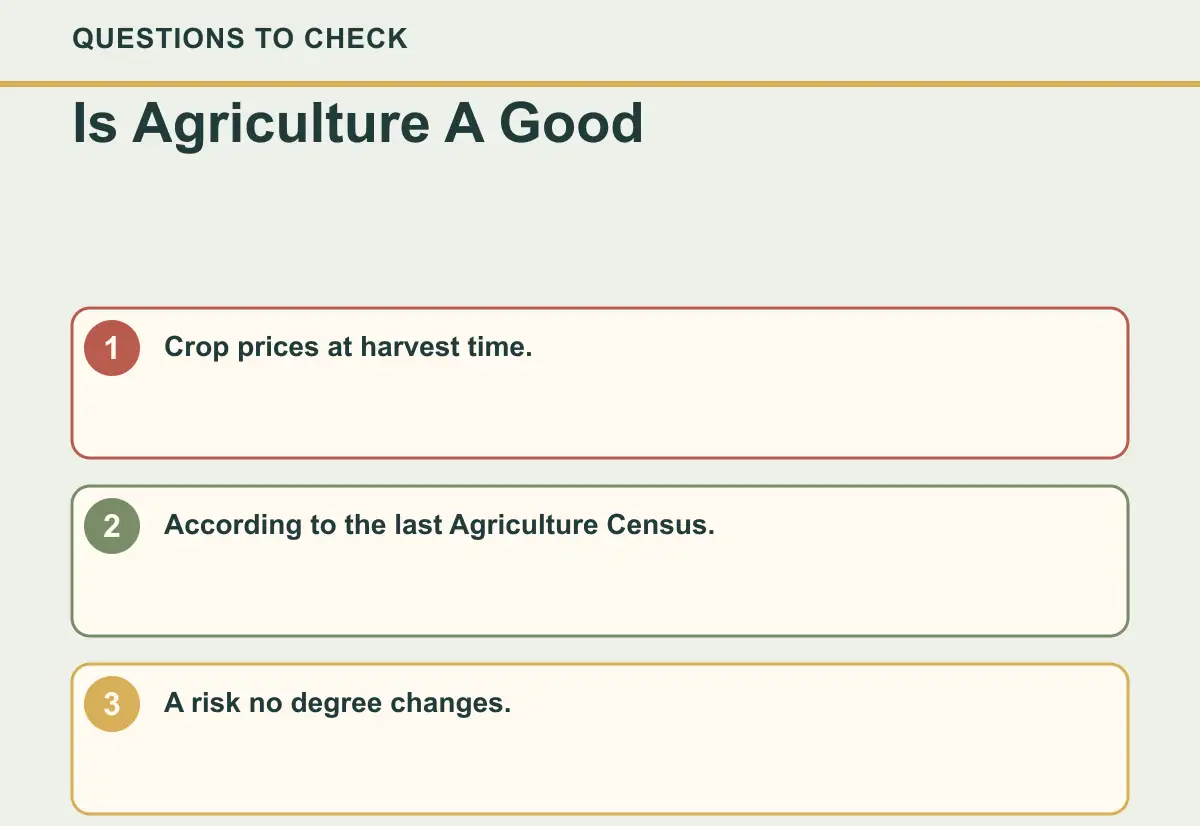 QUESTIONS TO CHECK
Is Agriculture A Good
1 Crop prices at harvest time.
2 According to the last Agriculture Census.
3 A risk no degree changes.